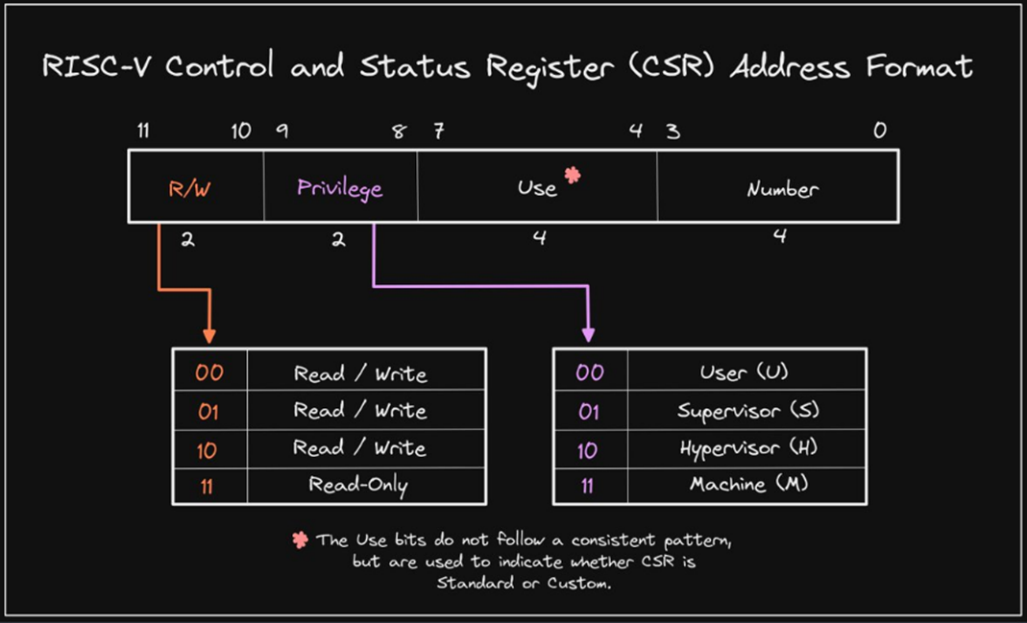 RISC-V Control and Status Register (CSR) Address Format
11 10 9 8 7 4 3 0
R/W Privilege Use * Number
2 2 4 4
00 Read / Write
01 Read / Write
10 Read / Write
11 Read-Only
00 User (U)
01 Supervisor (S)
10 Hypervisor (H)
11 Machine (M)
* The Use bits do not follow a consistent pattern,
but are used to indicate whether CSR is
Standard or Custom.